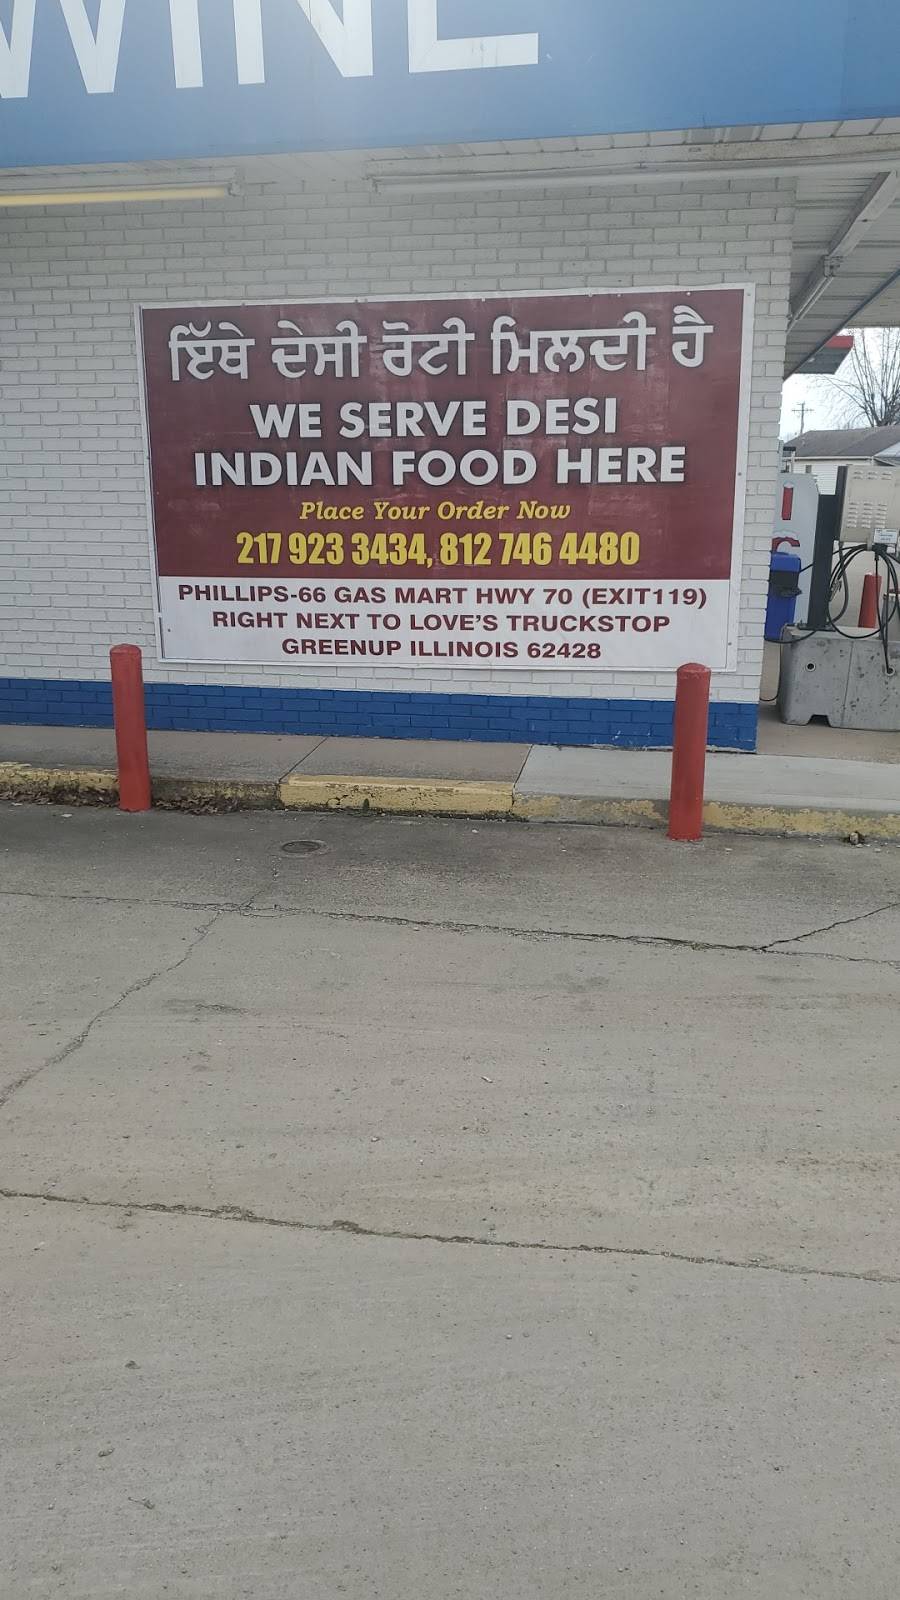 WINE
ਇੱਥੇ ਦੇਸੀ ਰੋਟੀ ਮਿਲਦੀ ਹੈ
WE SERVE DESI
INDIAN FOOD HERE
Place Your Order Now
217 923 3434, 812 746 4480
PHILLIPS-66 GAS MART HWY 70 (EXIT119)
RIGHT NEXT TO LOVE'S TRUCKSTOP
GREENUP ILLINOIS 62428